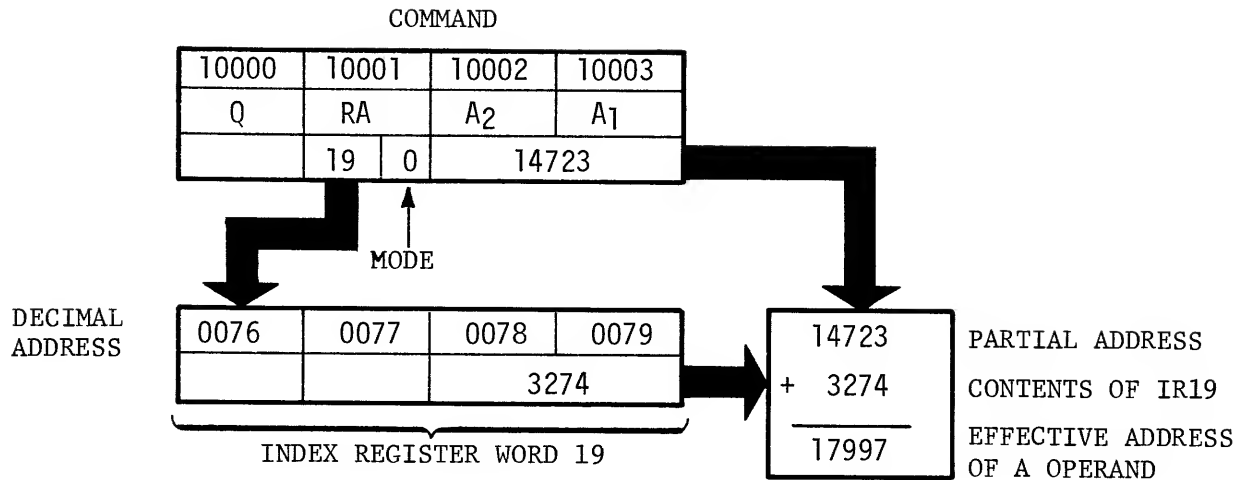 COMMAND
10000 10001 10002 10003
Q RA A2 A1
19 0 14723
MODE
DECIMAL
ADDRESS
0076 0077 0078 0079
3274
INDEX REGISTER WORD 19
14723 PARTIAL ADDRESS
+ 3274 CONTENTS OF IR19
17997 EFFECTIVE ADDRESS
OF A OPERAND